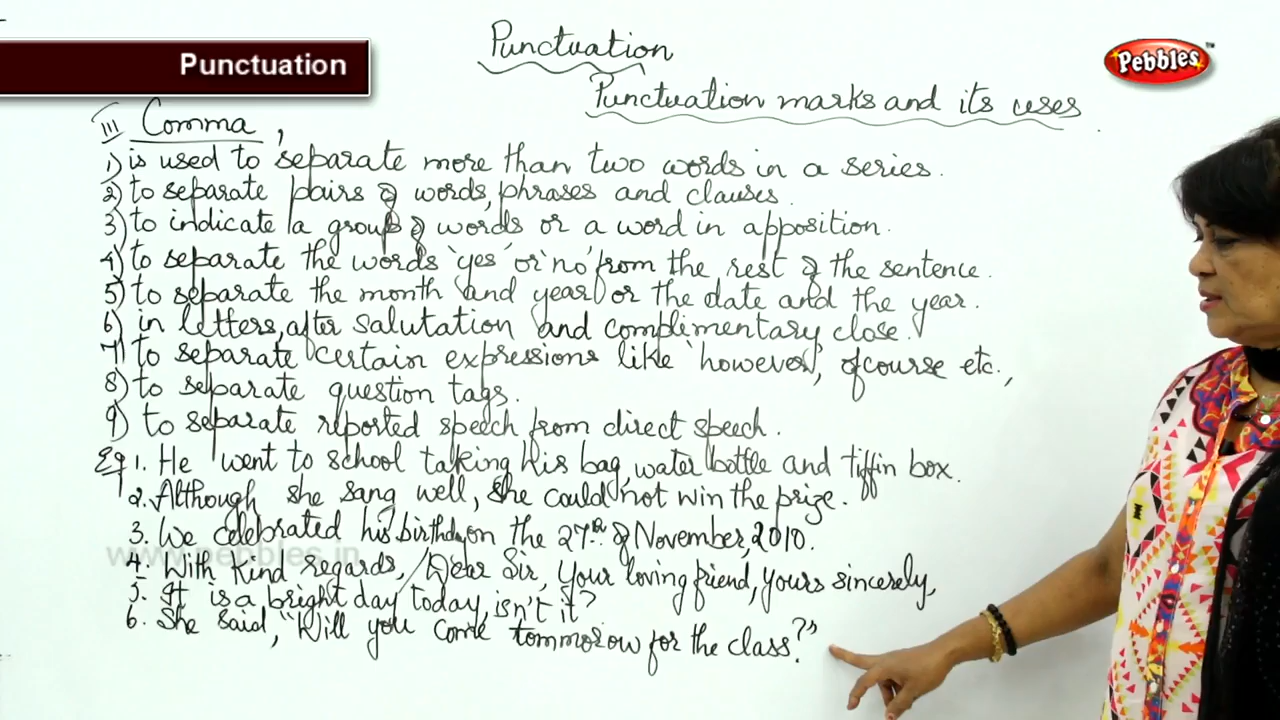 Punctuation
Punctuation
Pebbles™
Punctuation marks and its uses
III Comma ,
1) is used to separate more than two words in a series.
2) to separate pairs of words, phrases and clauses.
3) to indicate a group of words or a word in apposition.
4) to separate the words 'yes' or 'no' from the rest of the sentence.
5) to separate the month and year or the date and the year.
6) in letters, after salutation and complimentary close.
7) to separate certain expressions like 'however', ofcourse etc.,
8) to separate question tags.
9) to separate reported speech from direct speech.
Eg 1. He went to school taking his bag, water bottle and tiffin box.
2. Although she sang well, she could not win the prize.
3. We celebrated his birthday on the 27th of November, 2010.
www.pebbles.in
4. With kind regards, / Dear Sir, Your loving friend, Yours sincerely,
5. It is a bright day today, isn't it?
6. She said, "Will you come tommorow for the class?"